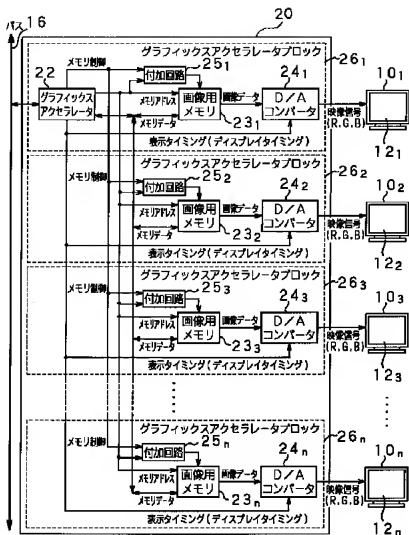 バス 16
20
グラフィックスアクセラレータブロック
メモリ制御
22
グラフィックス
アクセラレータ
付加回路
25₁
24₁
26₁
10₁
メモリアドレス
画像用
メモリ
画像データ
D/A
コンバータ
メモリデータ
23₁
映像信号
(R,G,B)
12₁
表示タイミング(ディスプレイタイミング)
グラフィックスアクセラレータブロック
メモリ制御
付加回路
25₂
24₂
26₂
10₂
メモリアドレス
画像用
メモリ
画像データ
D/A
コンバータ
メモリデータ
23₂
映像信号
(R,G,B)
12₂
表示タイミング(ディスプレイタイミング)
グラフィックスアクセラレータブロック
メモリ制御
付加回路
25₃
24₃
26₃
10₃
メモリアドレス
画像用
メモリ
画像データ
D/A
コンバータ
メモリデータ
23₃
映像信号
(R,G,B)
12₃
表示タイミング(ディスプレイタイミング)
グラフィックスアクセラレータブロック
メモリ制御
付加回路
25ₙ
24ₙ
26ₙ
10ₙ
メモリアドレス
画像用
メモリ
画像データ
D/A
コンバータ
メモリデータ
23ₙ
映像信号
(R,G,B)
12ₙ
表示タイミング(ディスプレイタイミング)